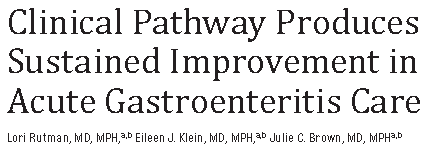 Clinical Pathway Produces
Sustained Improvement in
Acute Gastroenteritis Care
Lori Rutman, MD, MPH,a,b Eileen J. Klein, MD, MPH,a,b Julie C. Brown, MD, MPHa,b